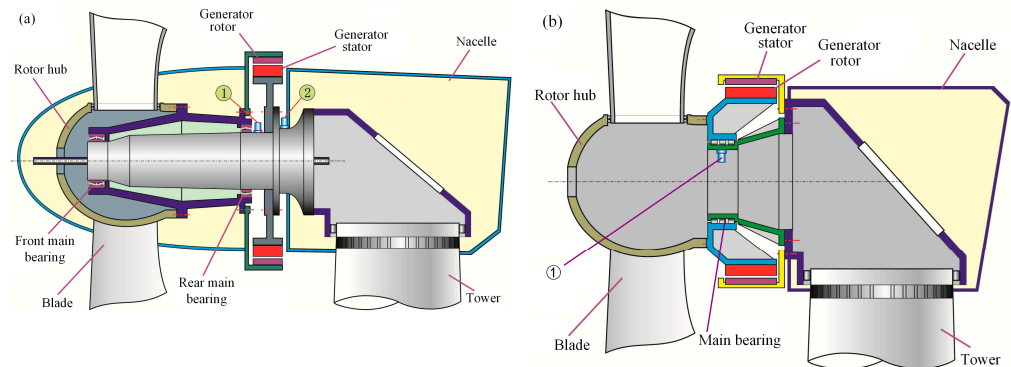 (a)
Generator
rotor
Generator
stator
Nacelle
Rotor hub
①
②
Front main
bearing
Blade
Rear main
bearing
Tower
(b)
Generator
stator
Generator
rotor
Nacelle
Rotor hub
①
Blade
Main bearing
Tower